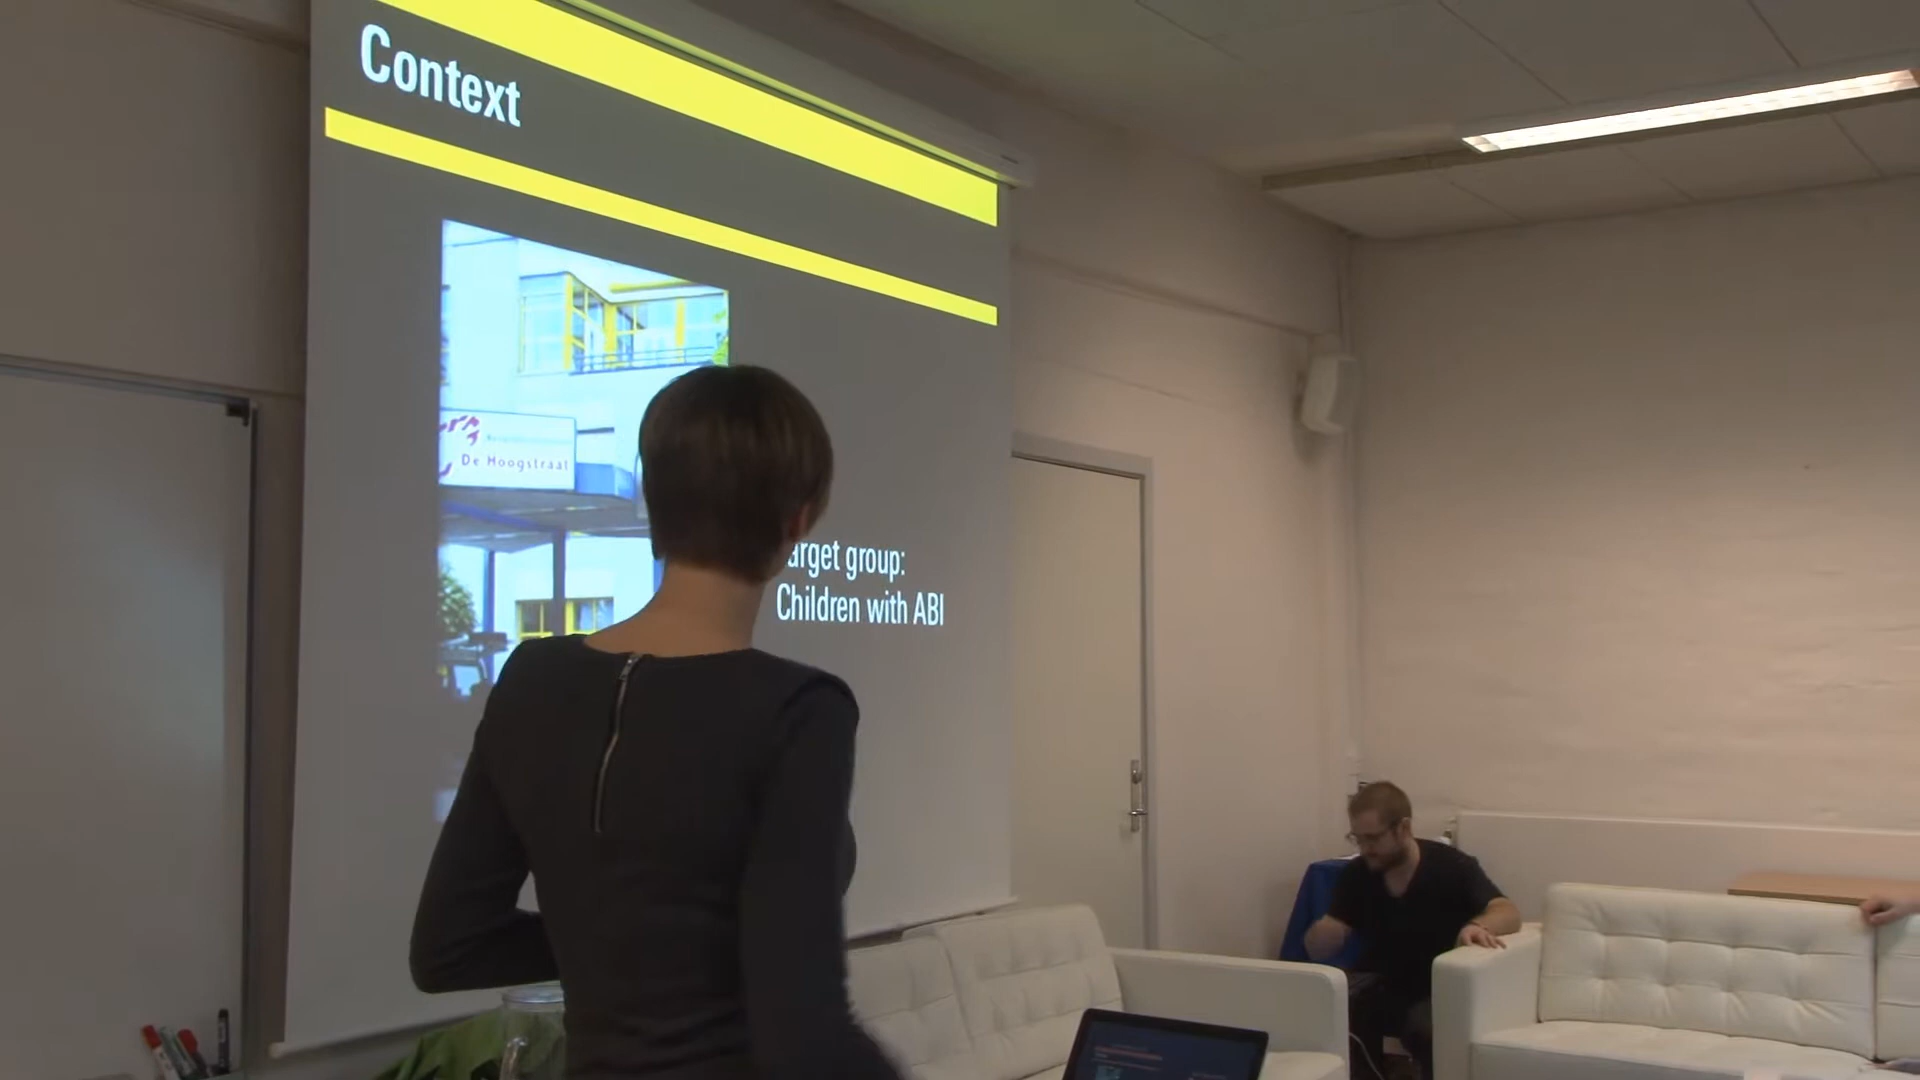 Context
De Hoogstraat
arget group:
Children with ABI